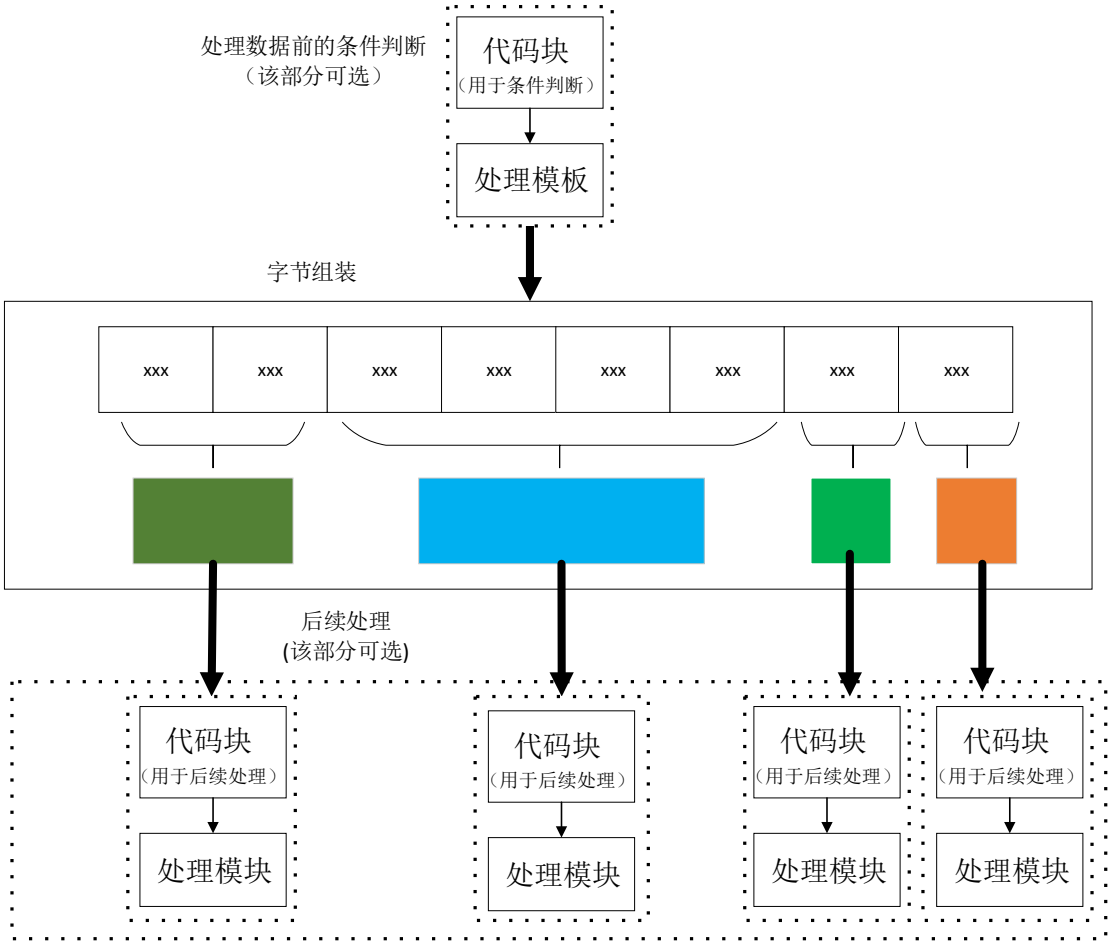 处理数据前的条件判断
（该部分可选）
代码块
（用于条件判断）
处理模板
字节组装
xxx xxx xxx xxx xxx xxx xxx xxx
后续处理
(该部分可选)
代码块
（用于后续处理）
处理模块
代码块
（用于后续处理）
处理模块
代码块
（用于后续处理）
处理模块
代码块
（用于后续处理）
处理模块